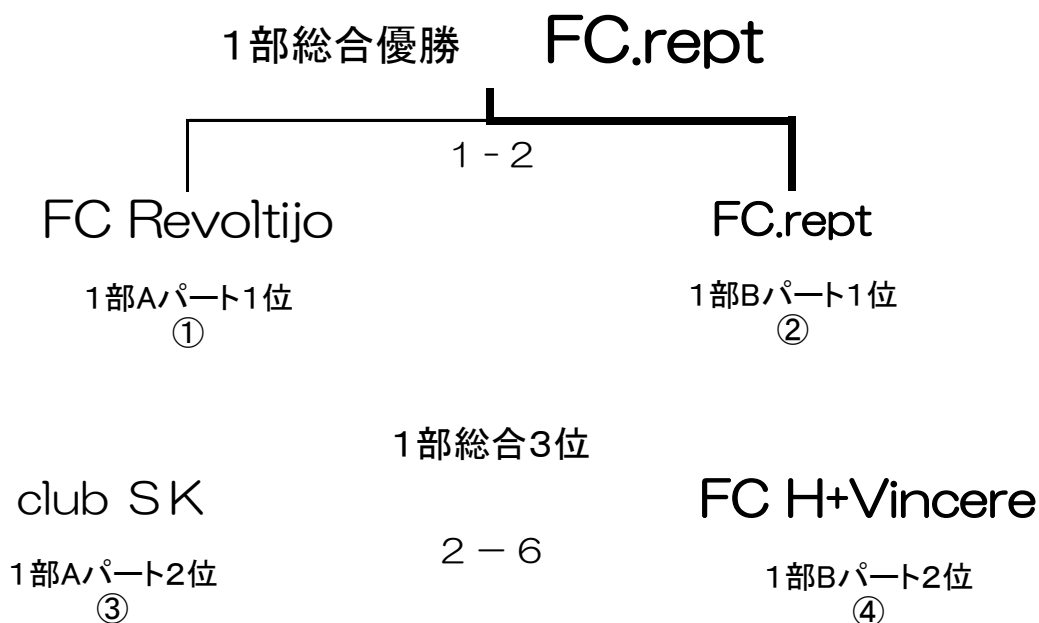 １部総合優勝 FC.rept
１-２
FC Revoltijo FC.rept
１部Aパート１位 １部Bパート１位
① ②
１部総合３位
club SK FC H+Vincere
２－６
１部Aパート２位 １部Bパート２位
③ ④